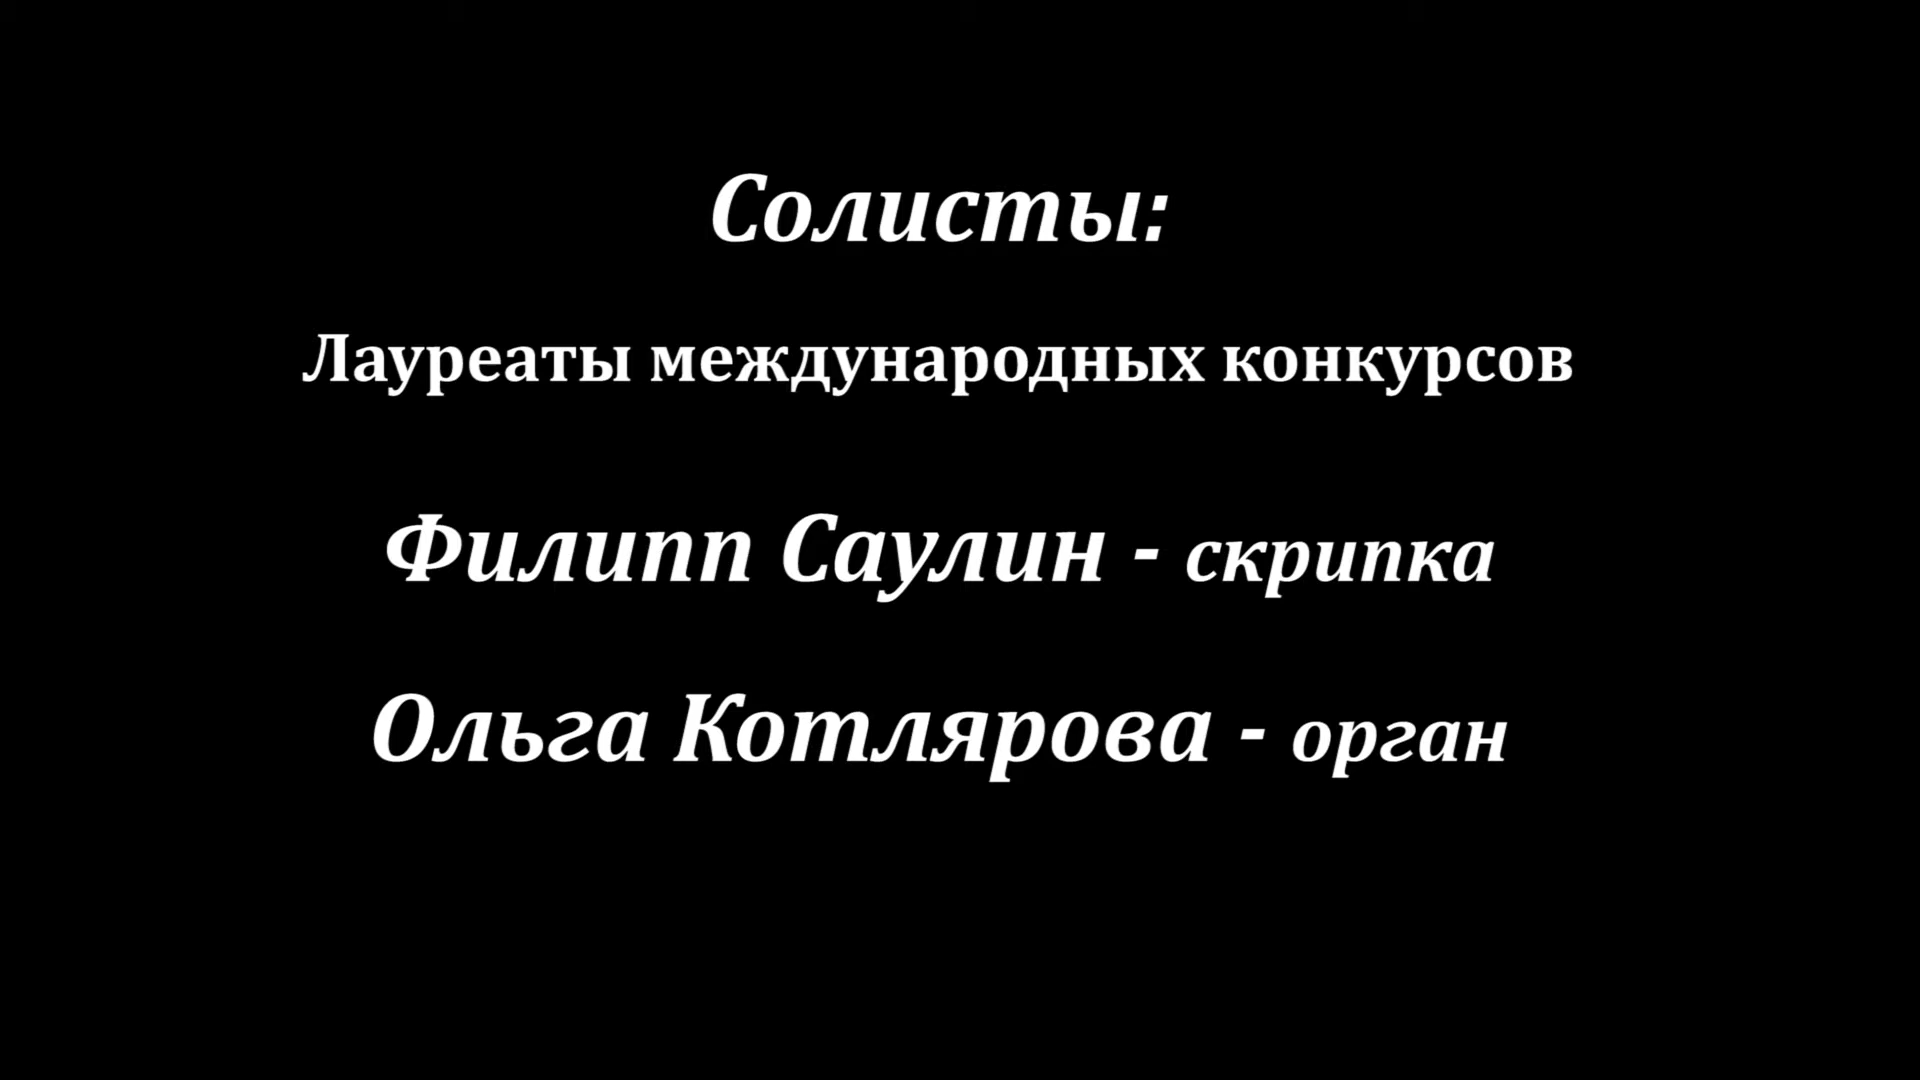 Солисты:
Лауреаты международных конкурсов
Филипп Саулин - скрипка
Ольга Котлярова - орган